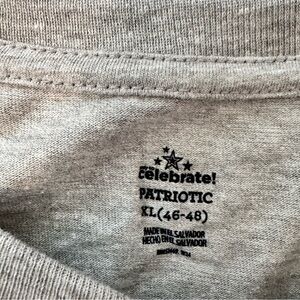 celebrate!
PATRIOTIC
XL (46-48)
MADE IN EL SALVADOR
HECHO EN EL SALVADOR